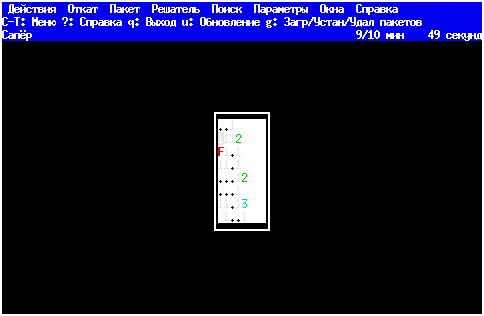 Действия Откат Пакет Решатель Поиск Параметры Окна Справка
C-T: Меню ?: Справка q: Выход u: Обновление g: Загр/Устан/Удал пакетов
Сапёр 9/10 мин 49 секунд
..
2
F .
.
...2
...
.3
. .